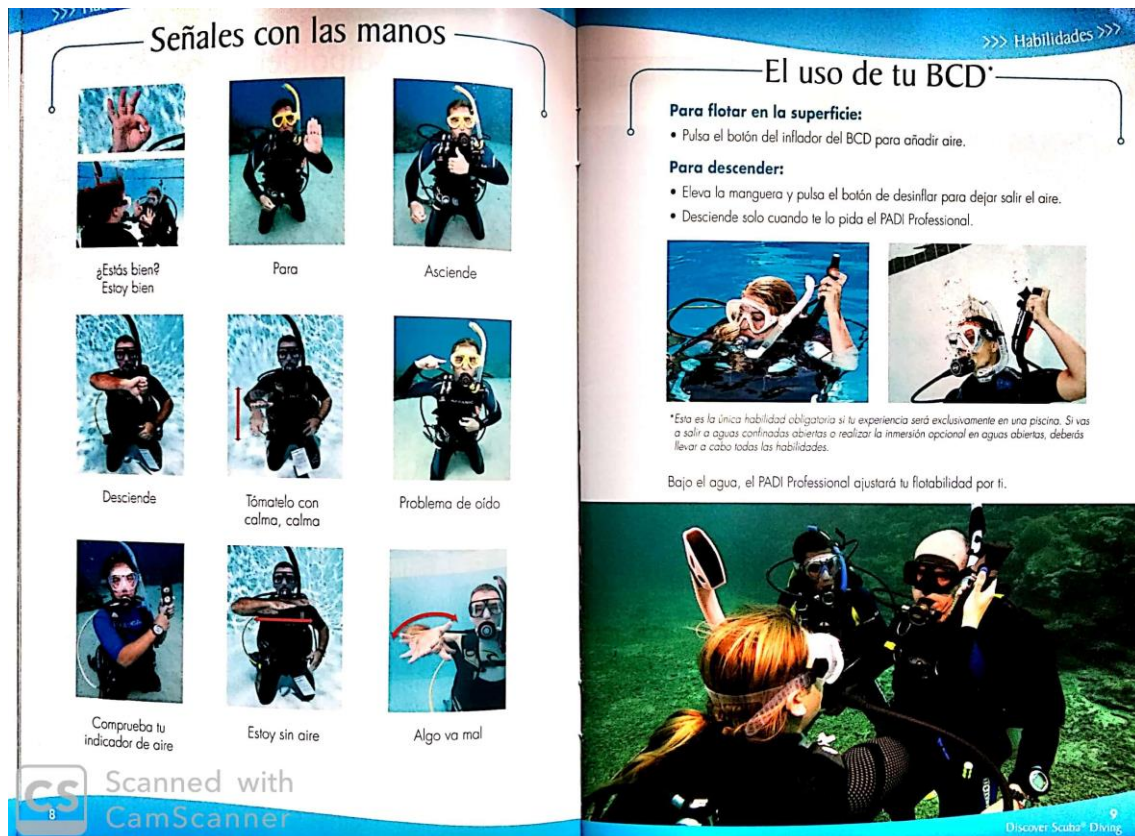 >>> Ha
Señales con las manos
¿Estás bien?
Estoy bien
Para
Asciende
Desciende
Tómatelo con
calma, calma
Problema de oído
Comprueba tu
indicador de aire
Estoy sin aire
Algo va mal
CS Scanned with
CamScanner
8
>>> Habilidades >>>
El uso de tu BCD*
Para flotar en la superficie:
• Pulsa el botón del inflador del BCD para añadir aire.
Para descender:
• Eleva la manguera y pulsa el botón de desinflar para dejar salir el aire.
• Desciende solo cuando te lo pida el PADI Professional.
*Esta es la única habilidad obligatoria si tu experiencia será exclusivamente en una piscina. Si vas
a salir a aguas confinadas abiertas o realizar la inmersión opcional en aguas abiertas, deberás
llevar a cabo todas las habilidades.
Bajo el agua, el PADI Professional ajustará tu flotabilidad por ti.
9
Discover Scuba® Diving